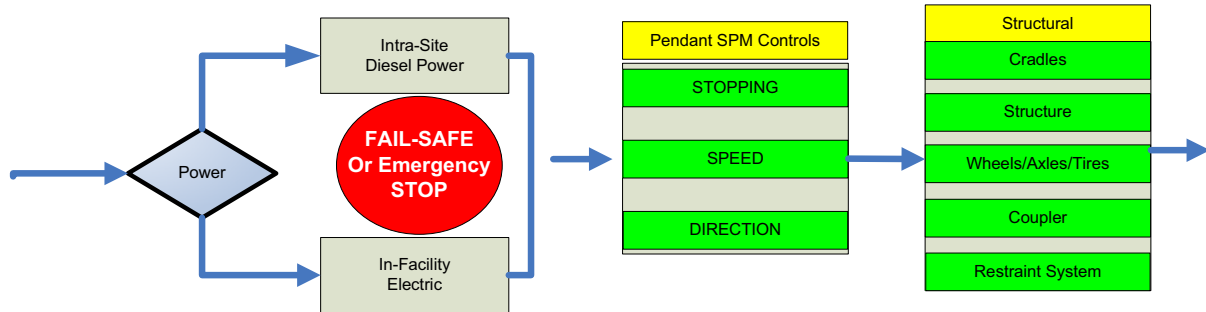 Power
Intra-Site
Diesel Power
FAIL-SAFE
Or Emergency
STOP
In-Facility
Electric
Pendant SPM Controls
STOPPING
SPEED
DIRECTION
Structural
Cradles
Structure
Wheels/Axles/Tires
Coupler
Restraint System